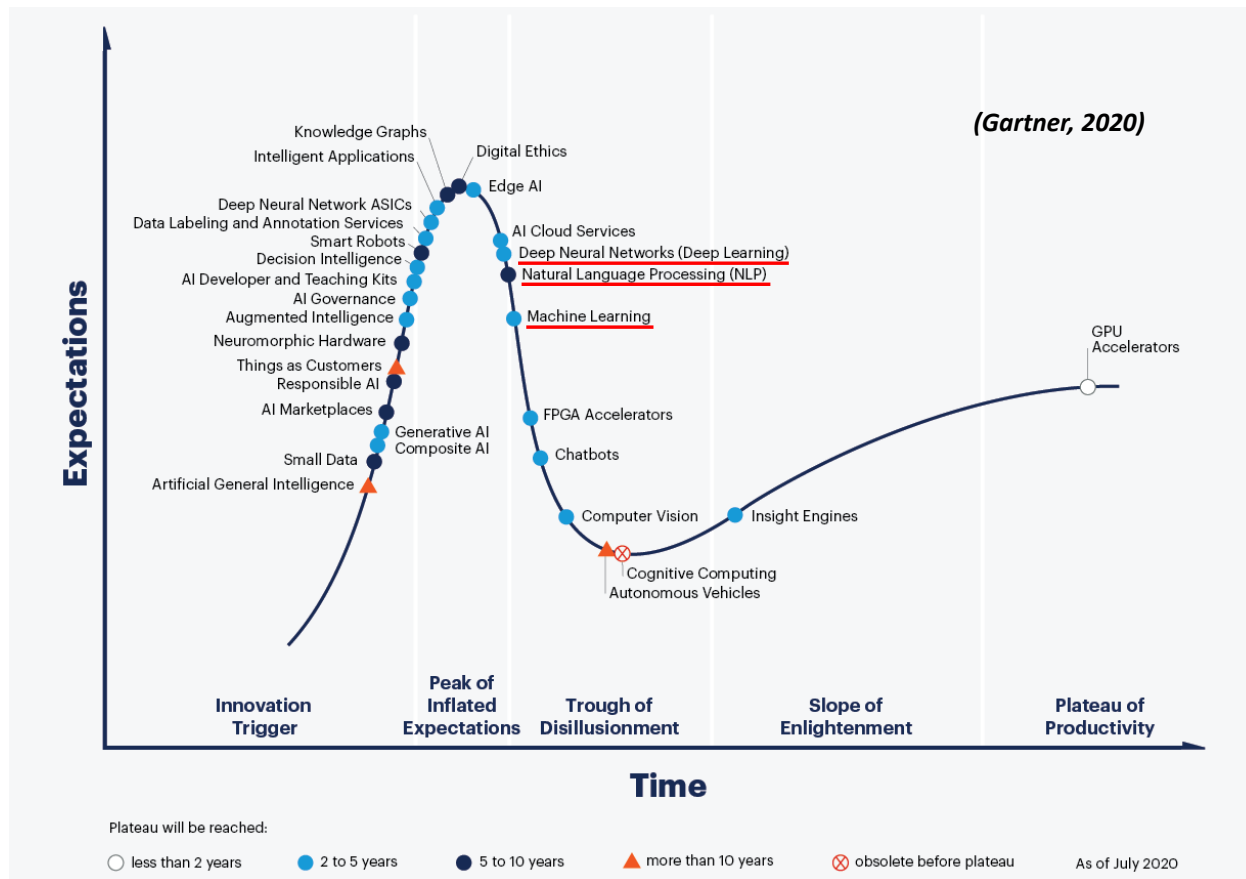 (Gartner, 2020)
Expectations
Knowledge Graphs
Intelligent Applications
Deep Neural Network ASICs
Data Labeling and Annotation Services
Smart Robots
Decision Intelligence
AI Developer and Teaching Kits
AI Governance
Augmented Intelligence
Neuromorphic Hardware
Things as Customers
Responsible AI
AI Marketplaces
Generative AI
Composite AI
Small Data
Artificial General Intelligence
Digital Ethics
Edge AI
AI Cloud Services
Deep Neural Networks (Deep Learning)
Natural Language Processing (NLP)
Machine Learning
FPGA Accelerators
Chatbots
Computer Vision
Cognitive Computing
Autonomous Vehicles
Insight Engines
GPU
Accelerators
Innovation
Trigger
Peak of
Inflated
Expectations
Trough of
Disillusionment
Slope of
Enlightenment
Plateau of
Productivity
Time
Plateau will be reached:
less than 2 years
2 to 5 years
5 to 10 years
more than 10 years
obsolete before plateau
As of July 2020